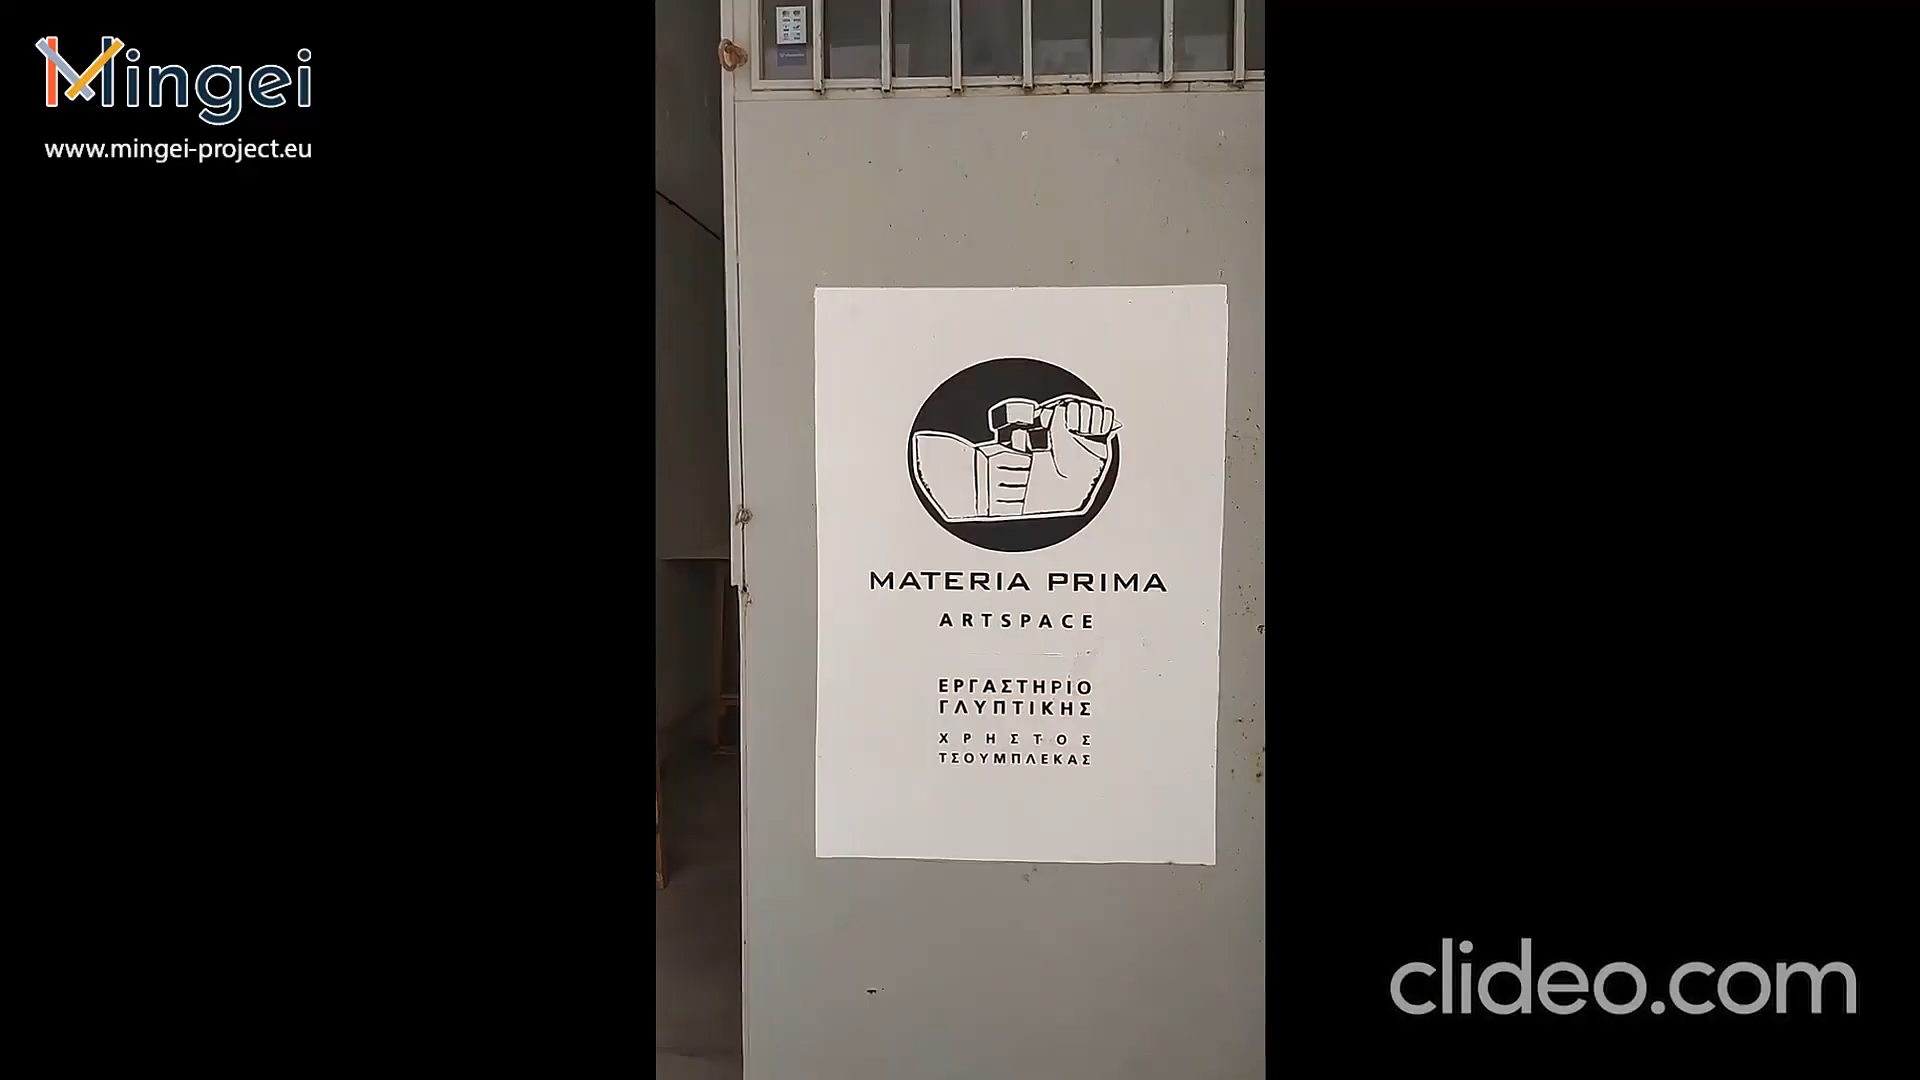 Mingei
www.mingei-project.eu
MATERIA PRIMA
ARTSPACE
ΕΡΓΑΣΤΗΡΙΟ
ΓΛΥΠΤΙΚΗΣ
ΧΡΗΣΤΟΣ
ΤΣΟΥΜΠΛΕΚΑΣ
clideo.com